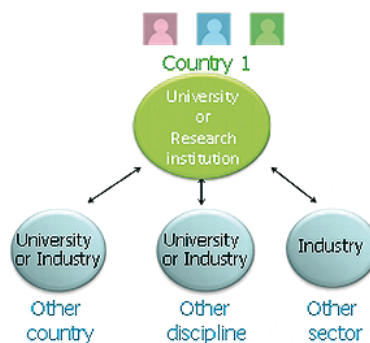 Country 1
University
or
Research
institution
University
or Industry
University
or Industry
Industry
Other
country
Other
discipline
Other
sector